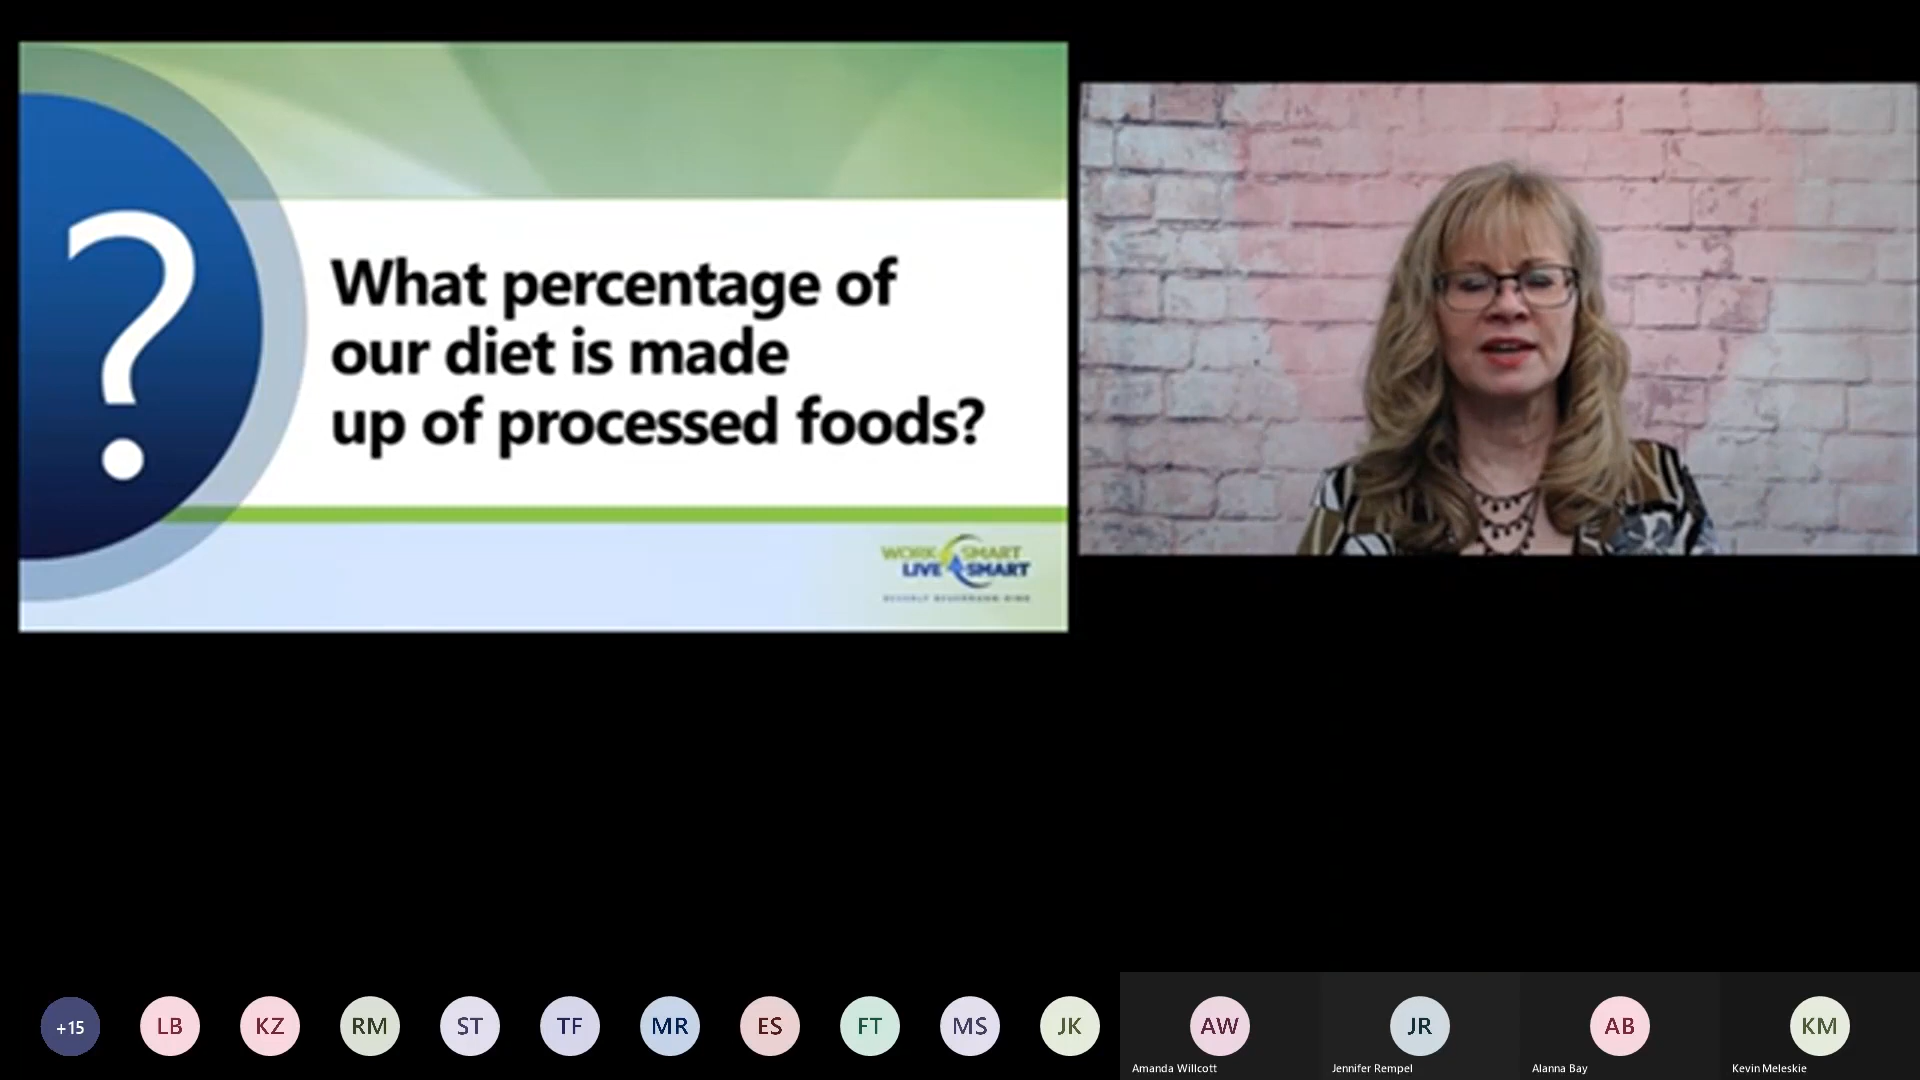 ?
What percentage of
our diet is made
up of processed foods?
WORK SMART
LIVE SMART
+15
LB
KZ
RM
ST
TF
MR
ES
FT
MS
JK
AW
JR
AB
KM
Amanda Willcott
Jennifer Rempel
Alanna Bay
Kevin Meleskie